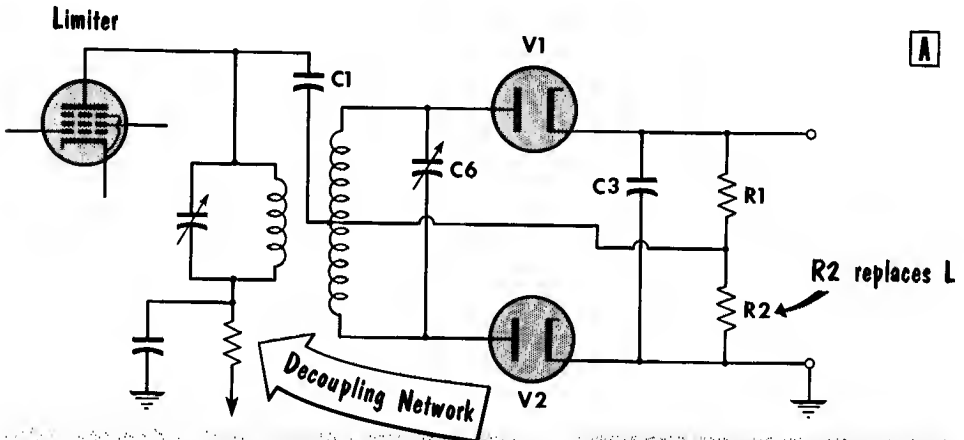 Limiter
V1
A
C1
C6
C3
R1
R2 replaces L
R2
Decoupling Network
V2